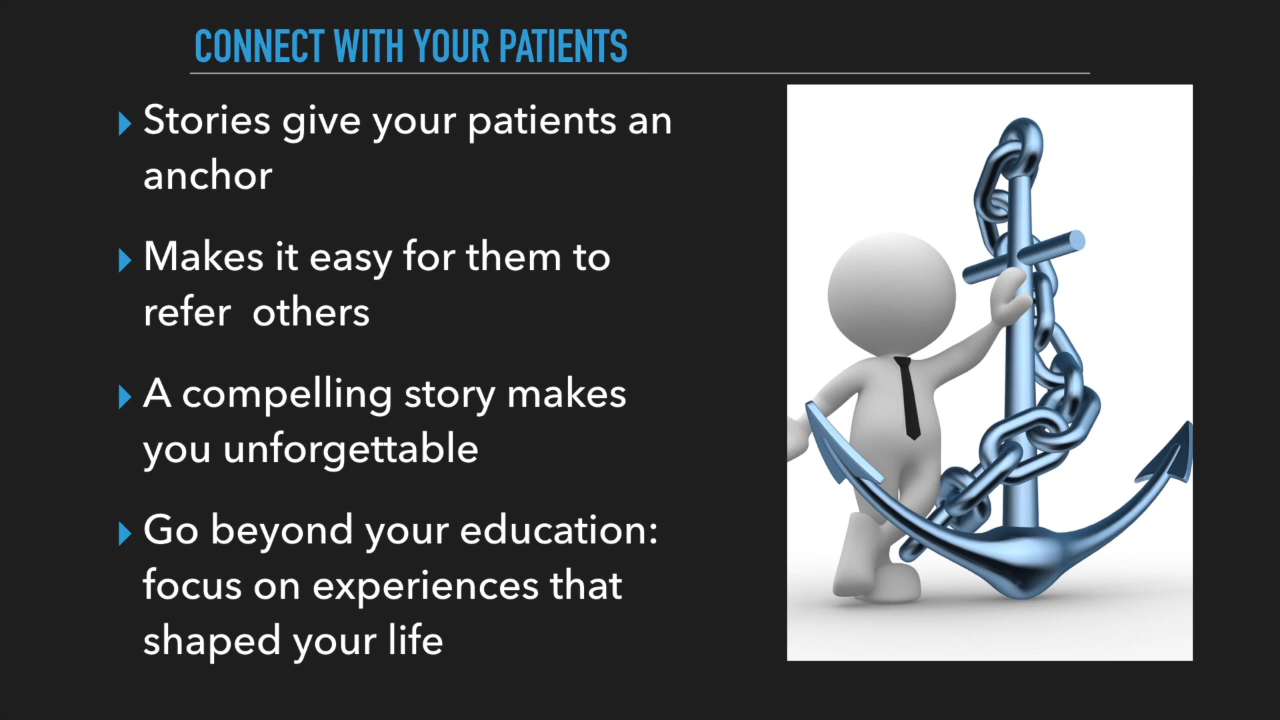 CONNECT WITH YOUR PATIENTS
Stories give your patients an
anchor
Makes it easy for them to
refer  others
A compelling story makes
you unforgettable
Go beyond your education:
focus on experiences that
shaped your life